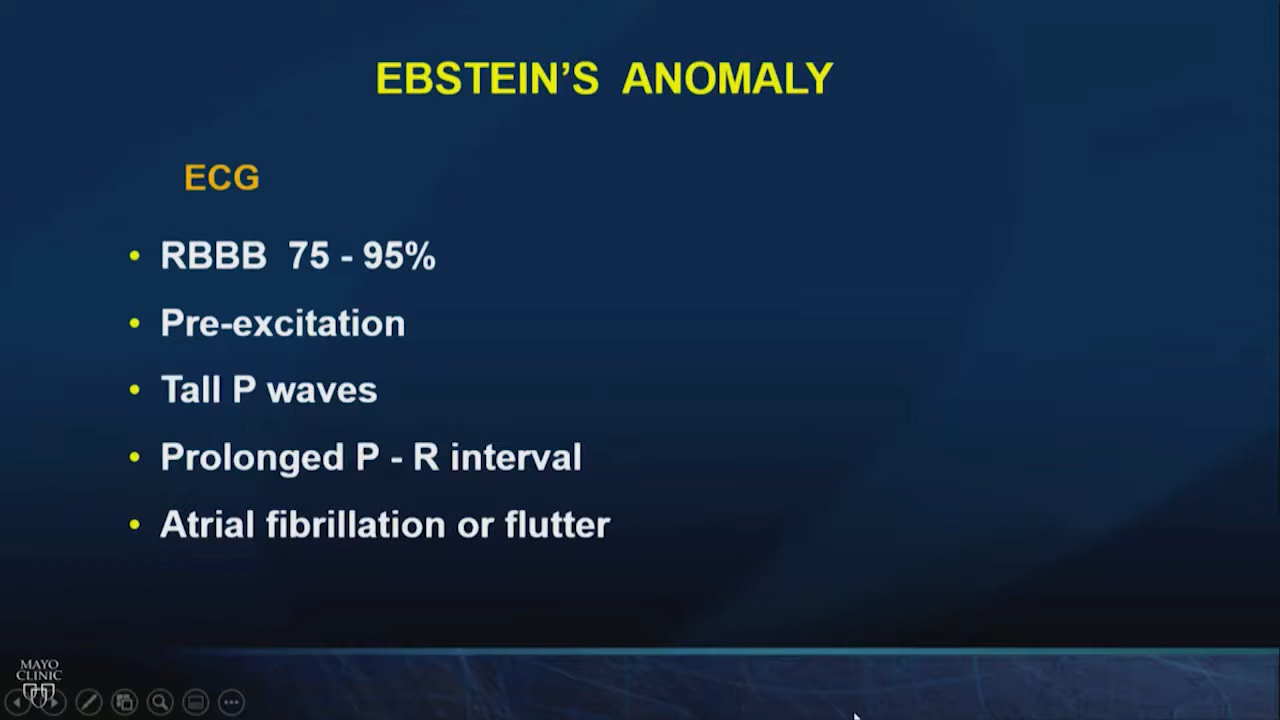 EBSTEIN’S ANOMALY
ECG
• RBBB 75 - 95%
• Pre-excitation
• Tall P waves
• Prolonged P - R interval
• Atrial fibrillation or flutter
MAYO
CLINIC